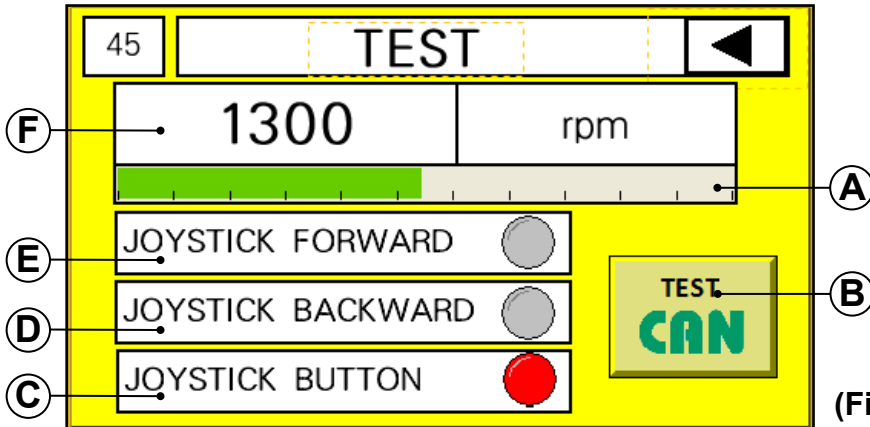 45 TEST
F 1300 rpm
A
E JOYSTICK FORWARD
D JOYSTICK BACKWARD
TEST B
CAN
C JOYSTICK BUTTON
(Fi